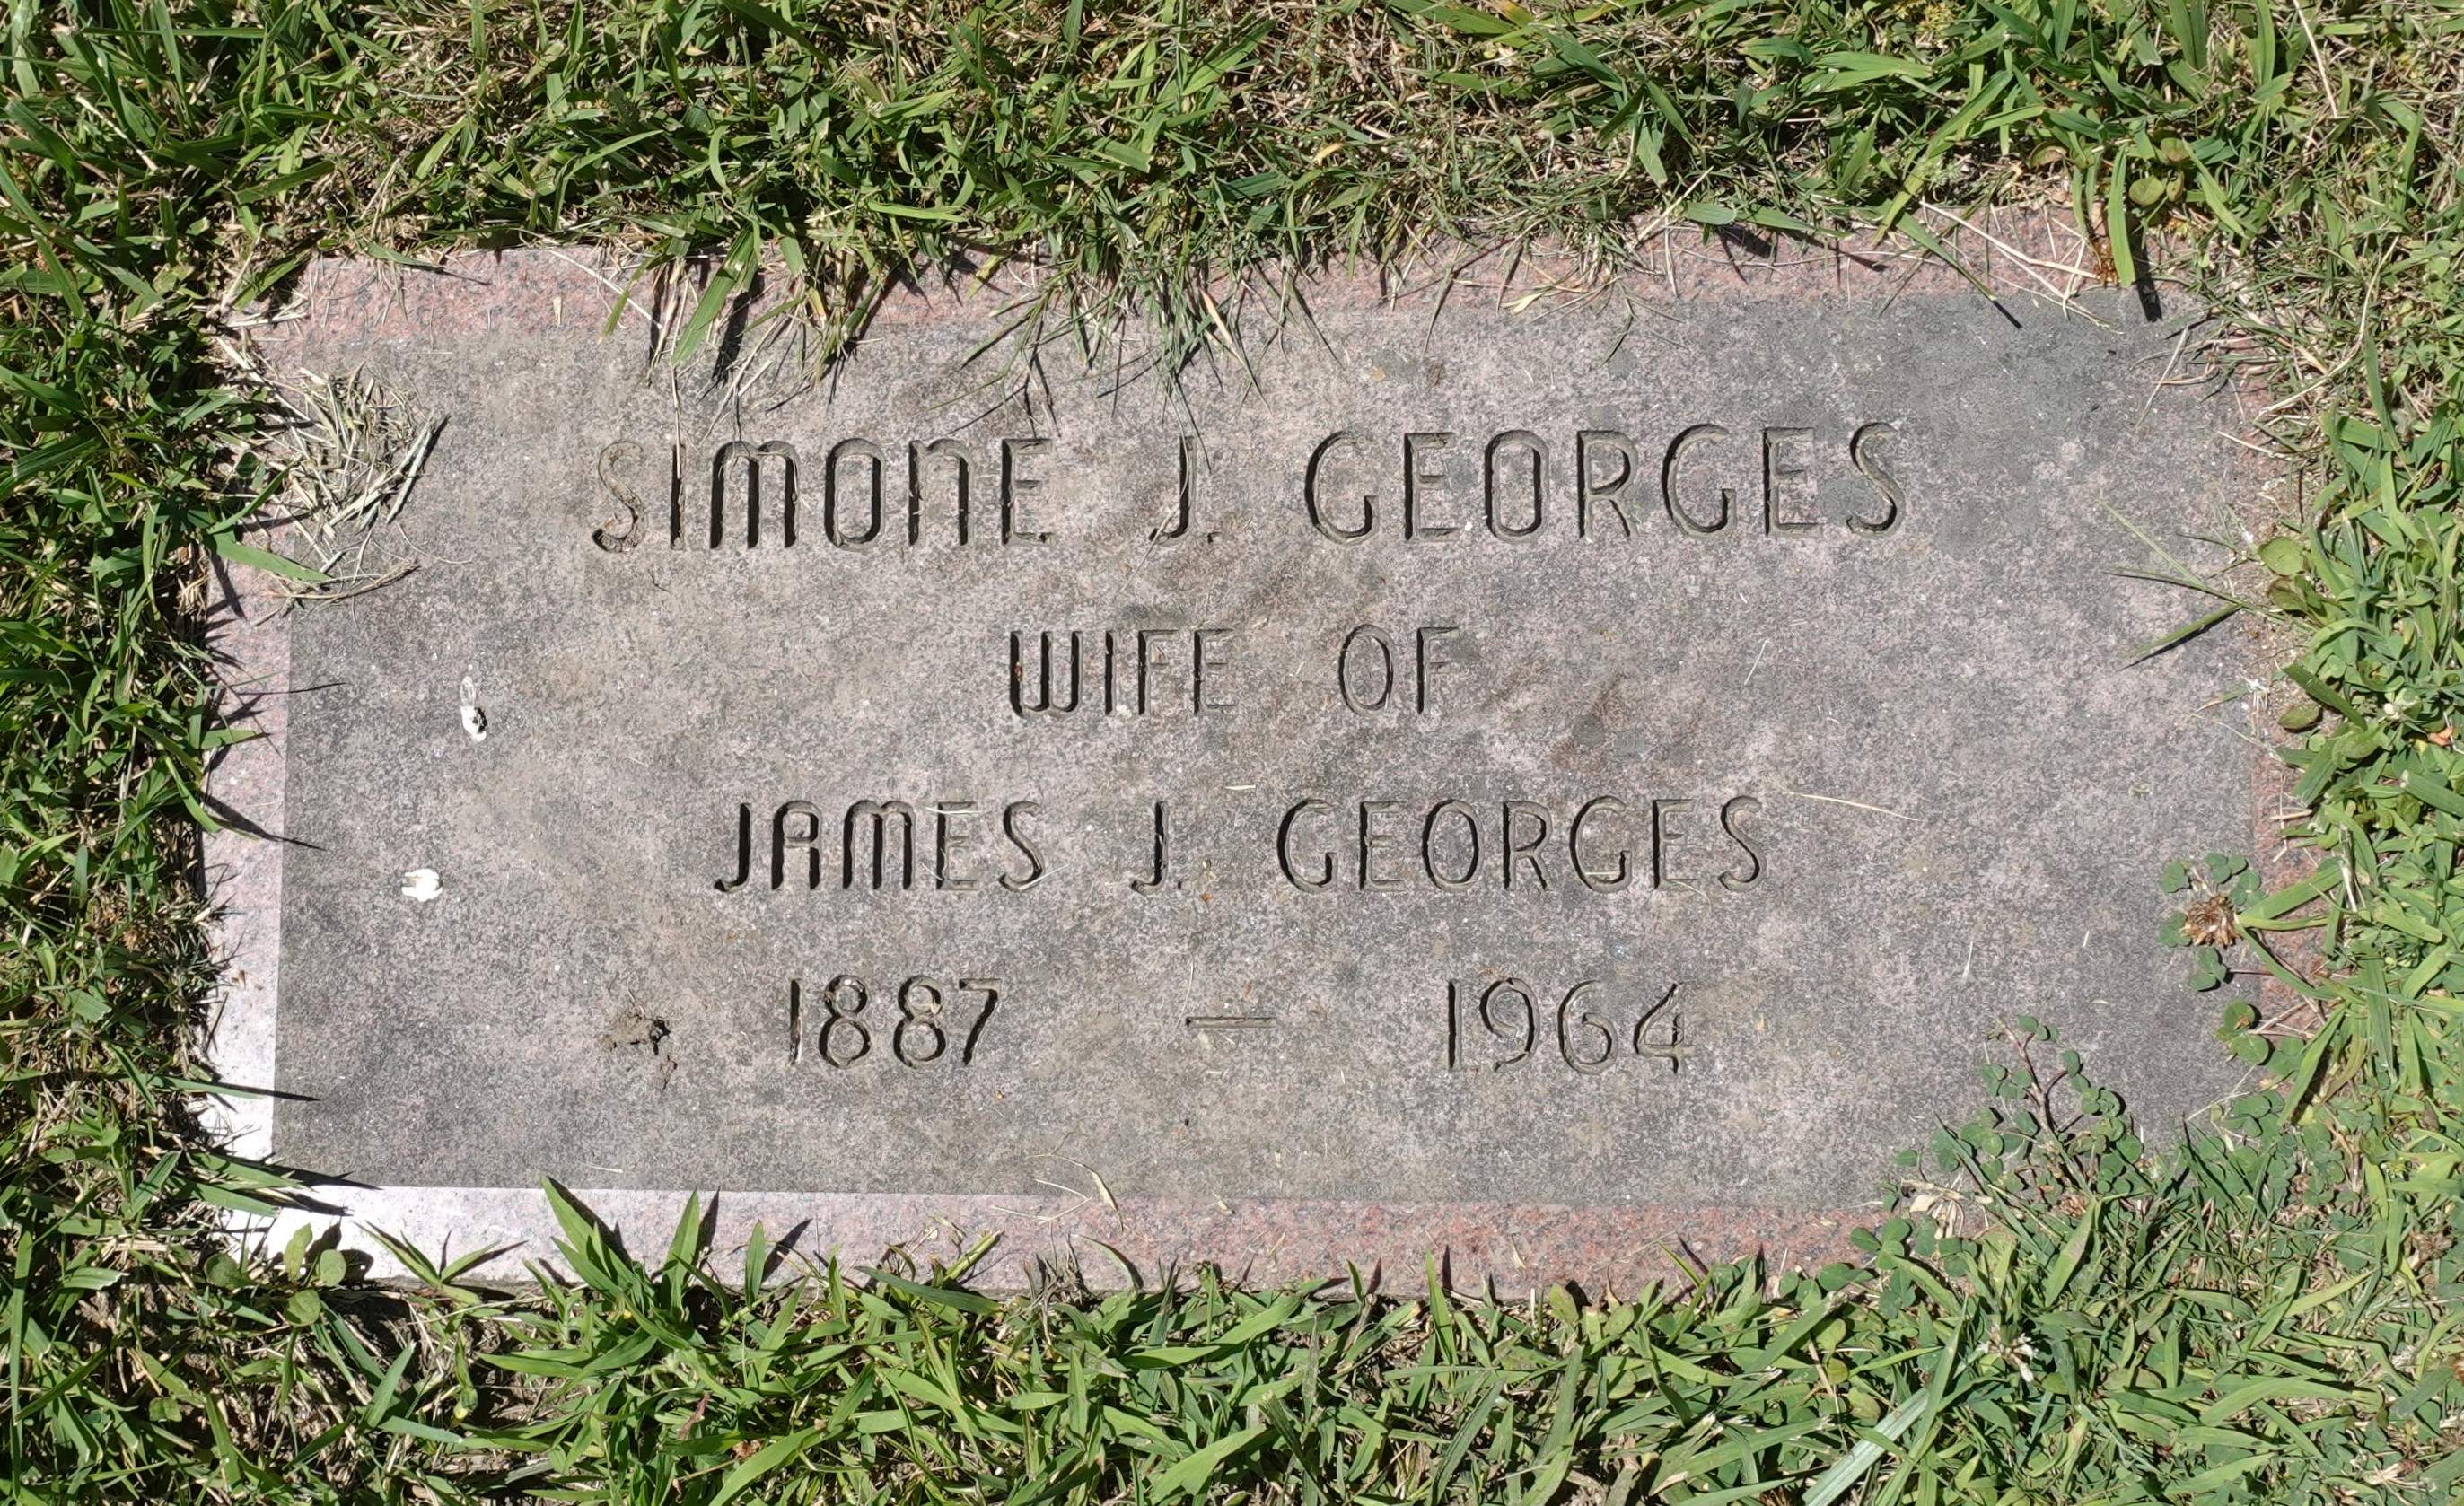 SIMONE J. GEORGES
WIFE OF
JAMES J. GEORGES
1887 — 1964